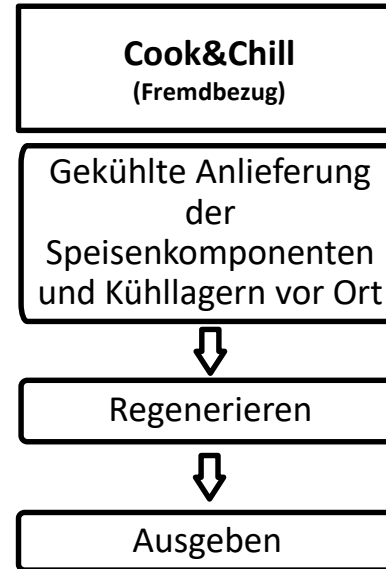 Cook&Chill
(Fremdbezug)
Gekühlte Anlieferung
der
Speisenkomponenten
und Kühllagern vor Ort
Regenerieren
Ausgeben